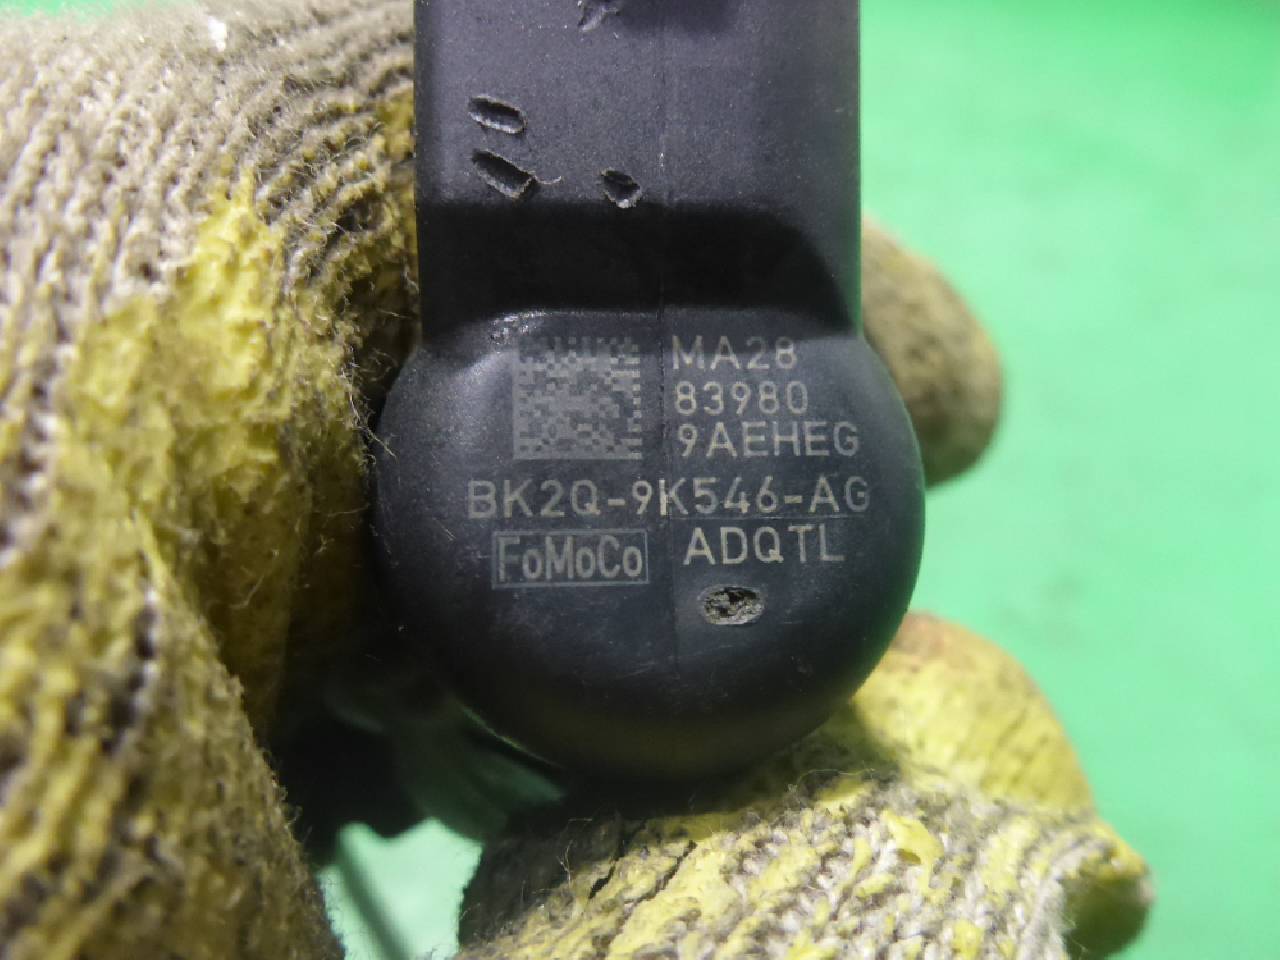 MA28
83980
9AEHEG
BK2Q-9K546-AG
FoMoCo ADQTL